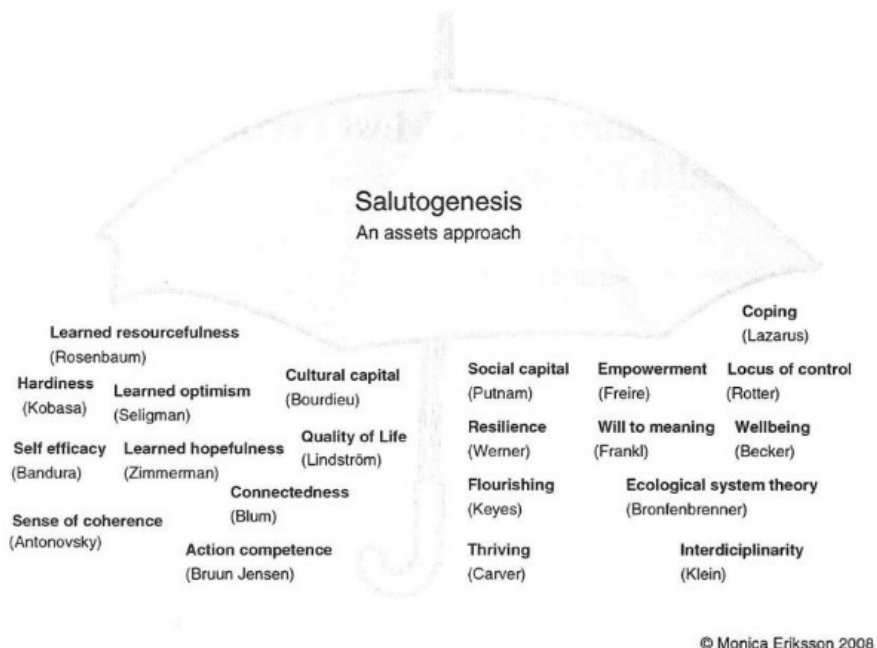 Salutogenesis
An assets approach
Learned resourcefulness
(Rosenbaum)
Hardiness
(Kobasa)
Learned optimism
(Seligman)
Cultural capital
(Bourdieu)
Self efficacy
(Bandura)
Learned hopefulness
(Zimmerman)
Quality of Life
(Lindström)
Connectedness
(Blum)
Sense of coherence
(Antonovsky)
Action competence
(Bruun Jensen)
Coping
(Lazarus)
Social capital
(Putnam)
Empowerment
(Freire)
Locus of control
(Rotter)
Resilience
(Werner)
Will to meaning
(Frankl)
Wellbeing
(Becker)
Flourishing
(Keyes)
Ecological system theory
(Bronfenbrenner)
Thriving
(Carver)
Interdiciplinarity
(Klein)
© Monica Eriksson 2008